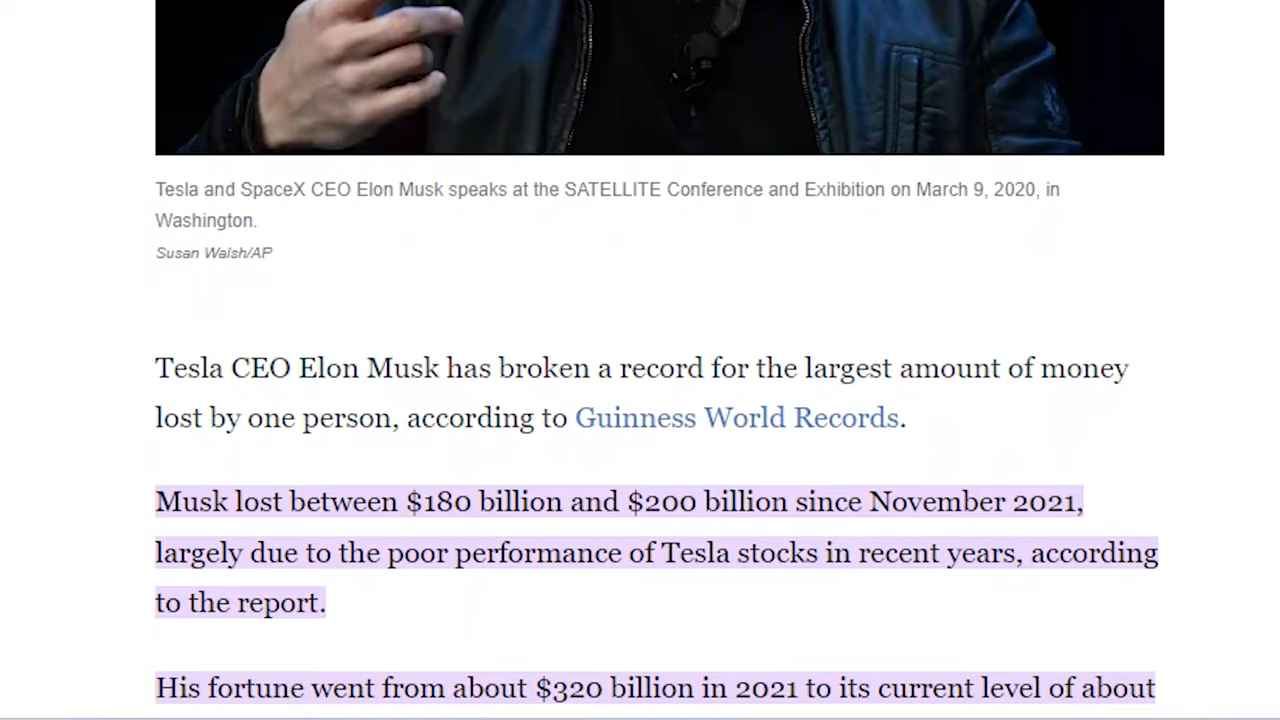 Tesla and SpaceX CEO Elon Musk speaks at the SATELLITE Conference and Exhibition on March 9, 2020, in
Washington.
Susan Walsh/AP
Tesla CEO Elon Musk has broken a record for the largest amount of money
lost by one person, according to Guinness World Records.
Musk lost between $180 billion and $200 billion since November 2021,
largely due to the poor performance of Tesla stocks in recent years, according
to the report.
His fortune went from about $320 billion in 2021 to its current level of about